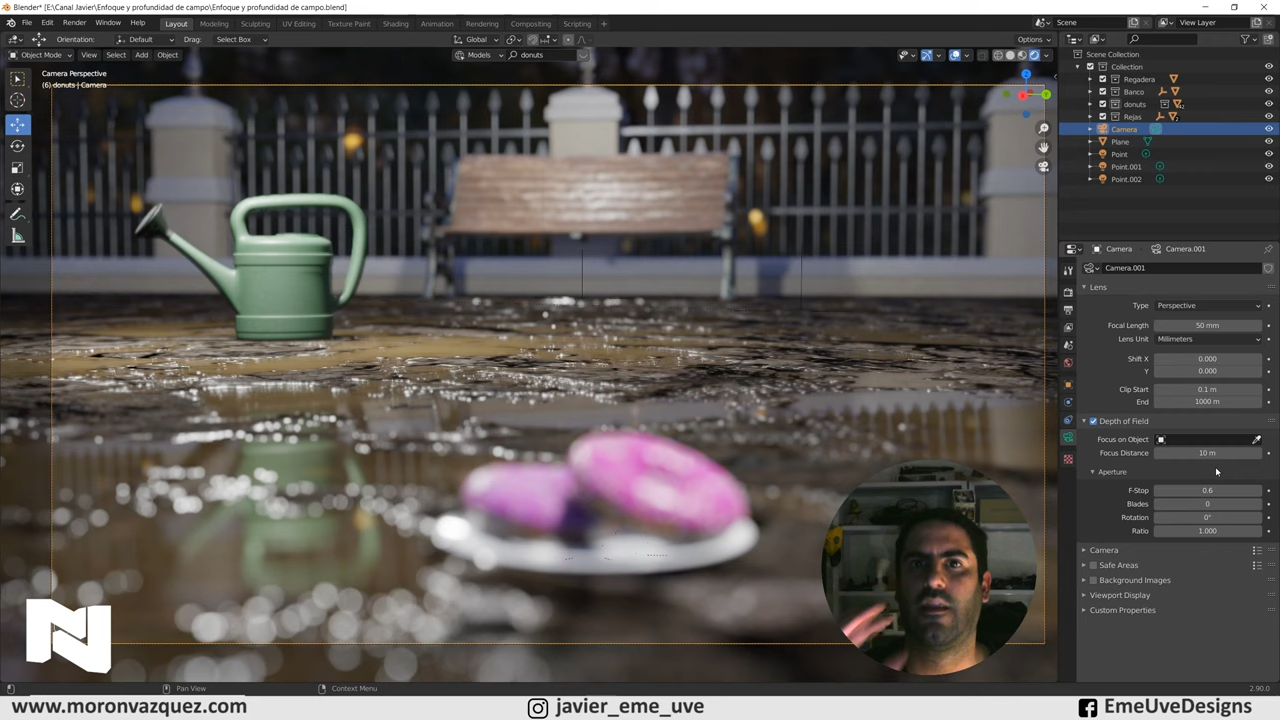 Blender* [E:\Canal Javier\Enfoque y profundidad de campo\Enfoque y profundidad de campo.blend]
File Edit Render Window Help Layout Modeling Sculpting UV Editing Texture Paint Shading Animation Rendering Compositing Scripting + Scene View Layer
Orientation: Default Drag: Select Box Global Options
Object Mode View Select Add Object Models donuts
Camera Perspective
(6) donuts | Camera
Scene Collection
Collection
Regadera
Banco
donuts
Rejas
Camera
Plane
Point
Point.001
Point.002
Camera Camera.001
Camera.001
Lens
Type Perspective
Focal Length 50 mm
Lens Unit Millimeters
Shift X 0.000
Y 0.000
Clip Start 0.1 m
End 1000 m
Depth of Field
Focus on Object
Focus Distance 10 m
Aperture
F-Stop 0.6
Blades 0
Rotation 0°
Ratio 1.000
Camera
Safe Areas
Background Images
Viewport Display
Custom Properties
N
Pan View Context Menu 2.90.0
www.moronvazquez.com javier_eme_uve EmeUveDesigns